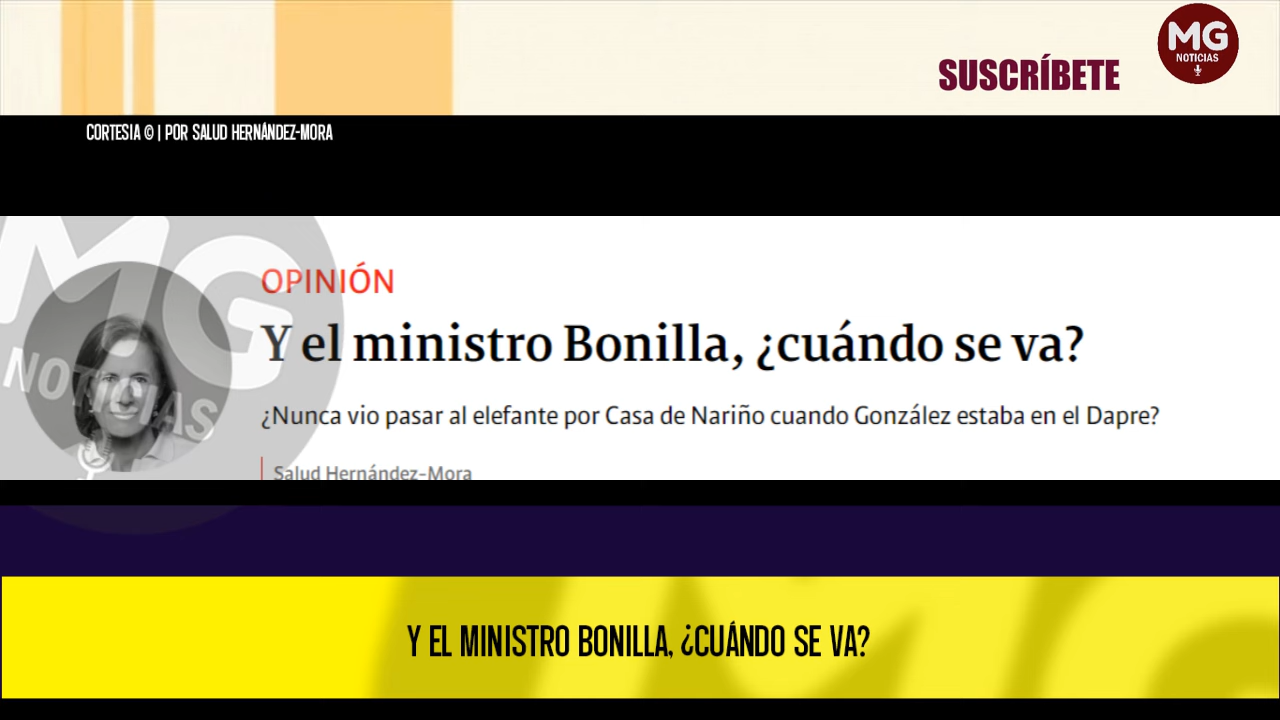 MG
NOTICIAS
SUSCRÍBETE
CORTESIA © | POR SALUD HERNÁNDEZ-MORA
MG
NOTICIAS
OPINIÓN
Y el ministro Bonilla, ¿cuándo se va?
¿Nunca vio pasar al elefante por Casa de Nariño cuando González estaba en el Dapre?
Salud Hernández-Mora
Y EL MINISTRO BONILLA, ¿CUÁNDO SE VA?